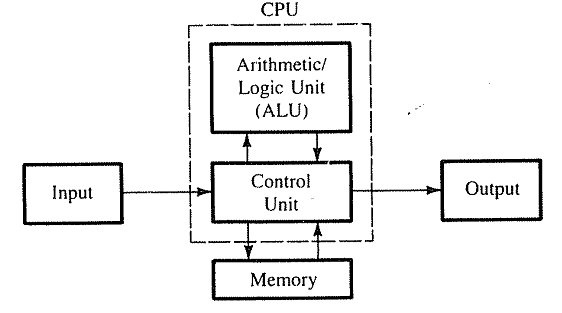 CPU
Arithmetic/
Logic Unit
(ALU)
Input
Control
Unit
Output
Memory